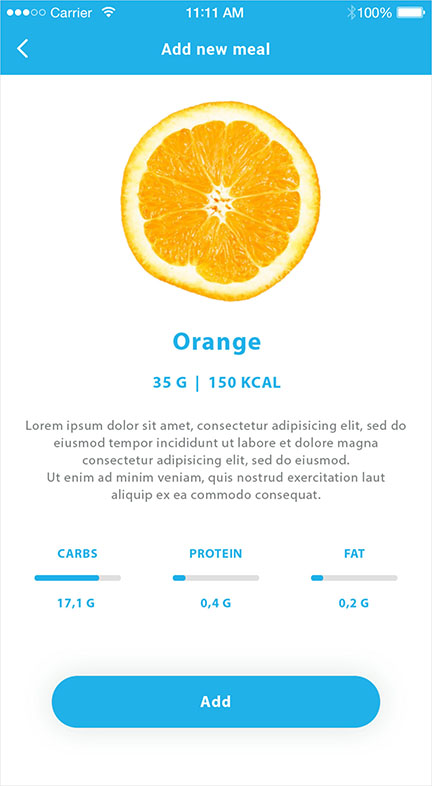 Carrier 11:11 AM 100%
Add new meal
Orange
35 G | 150 KCAL
Lorem ipsum dolor sit amet, consectetur adipisicing elit, sed do
eiusmod tempor incididunt ut labore et dolore magna
consectetur adipisicing elit, sed do eiusmod.
Ut enim ad minim veniam, quis nostrud exercitation laut
aliquip ex ea commodo consequat.
CARBS PROTEIN FAT
17,1 G 0,4 G 0,2 G
Add